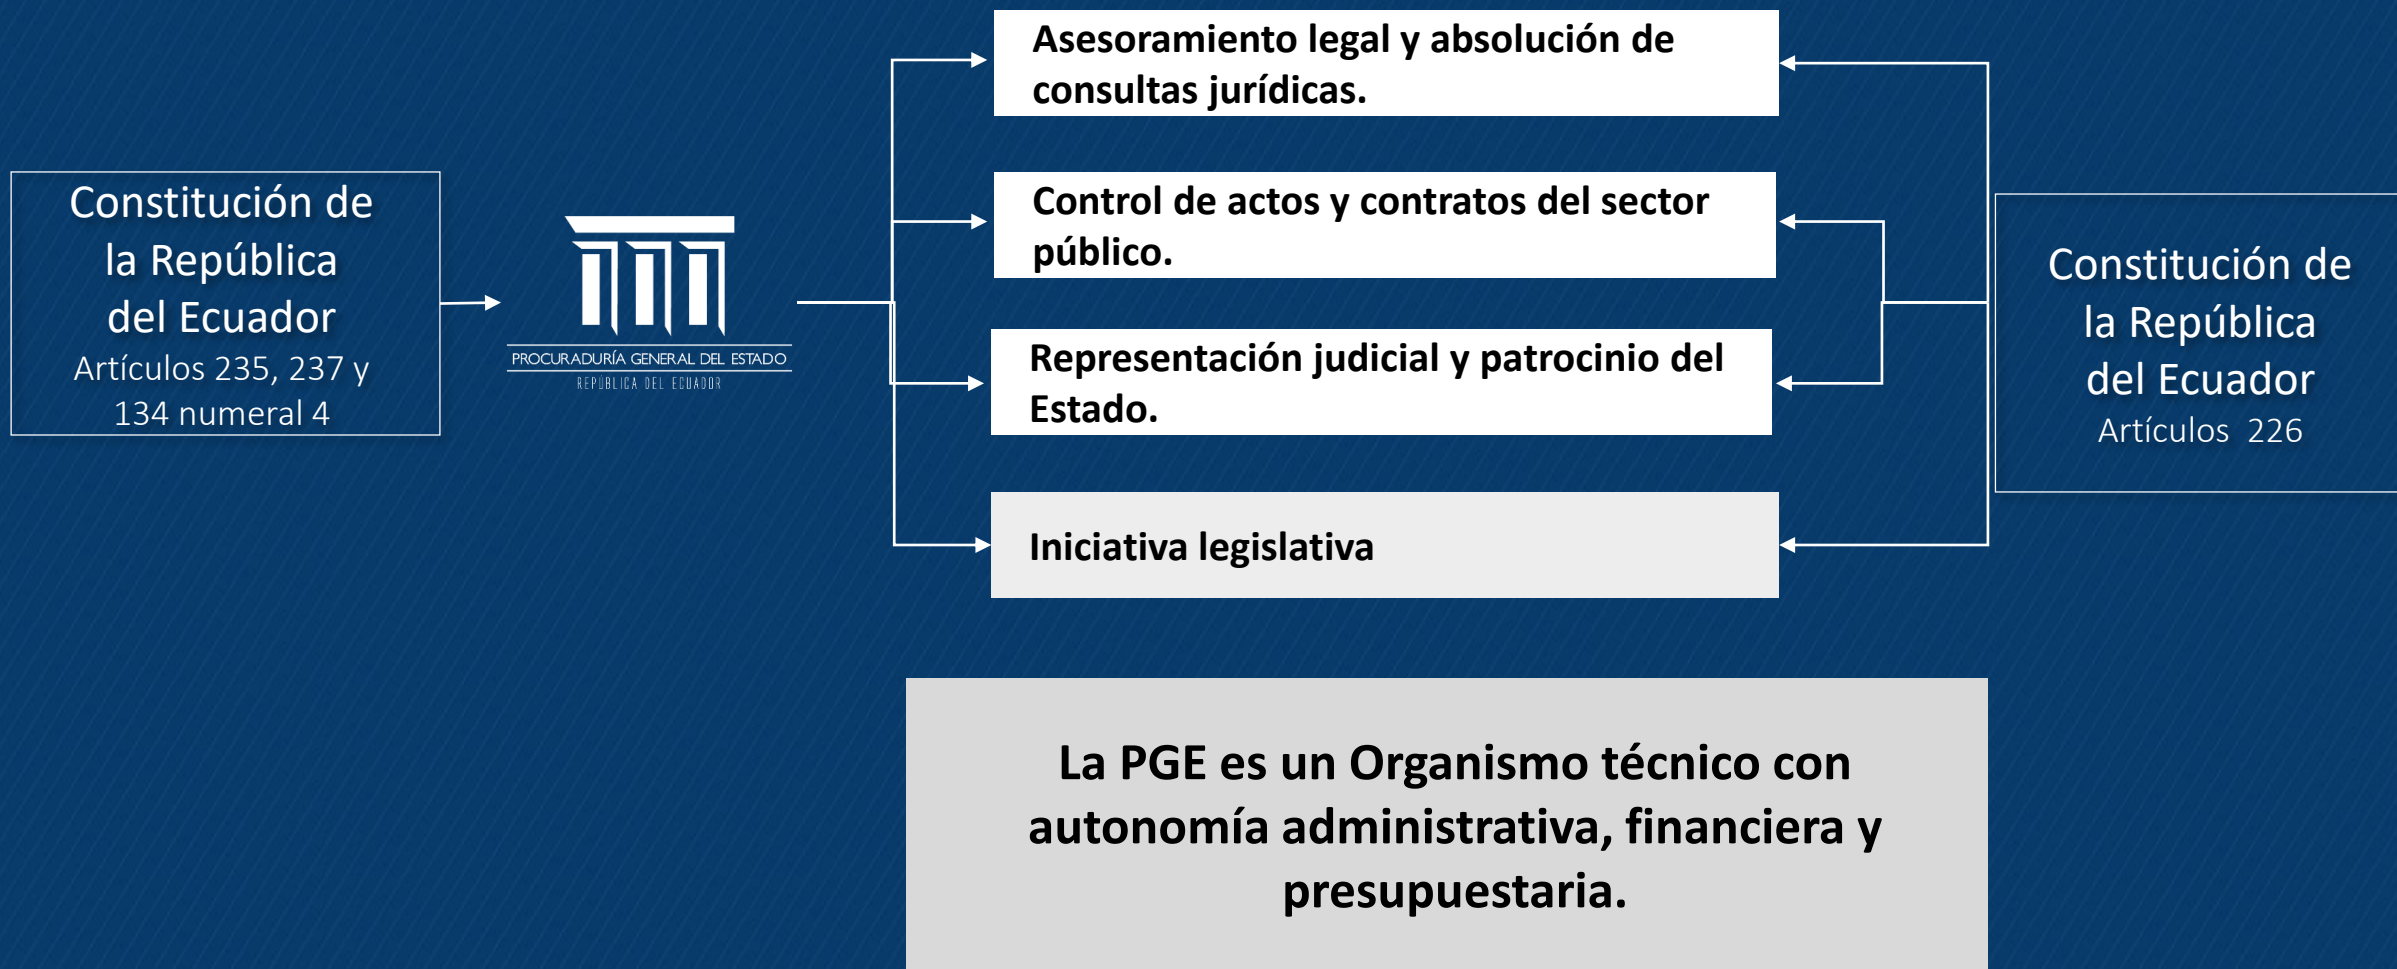 Constitución de
la República
del Ecuador
Artículos 235, 237 y
134 numeral 4
PROCURADURÍA GENERAL DEL ESTADO
REPÚBLICA DEL ECUADOR
Asesoramiento legal y absolución de
consultas jurídicas.
Control de actos y contratos del sector
público.
Representación judicial y patrocinio del
Estado.
Iniciativa legislativa
Constitución de
la República
del Ecuador
Artículos  226
La PGE es un Organismo técnico con
autonomía administrativa, financiera y
presupuestaria.